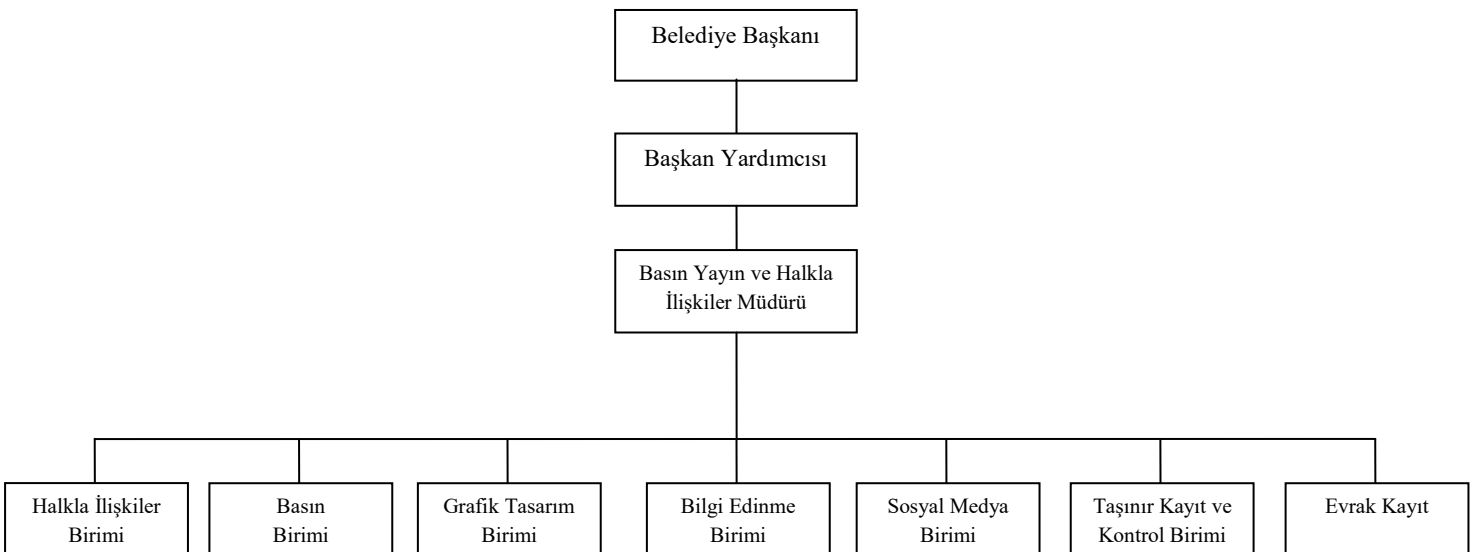 Belediye Başkanı
Başkan Yardımcısı
Basın Yayın ve Halkla
İlişkiler Müdürü
Halkla İlişkiler
Birimi
Basın
Birimi
Grafik Tasarım
Birimi
Bilgi Edinme
Birimi
Sosyal Medya
Birimi
Taşınır Kayıt ve
Kontrol Birimi
Evrak Kayıt